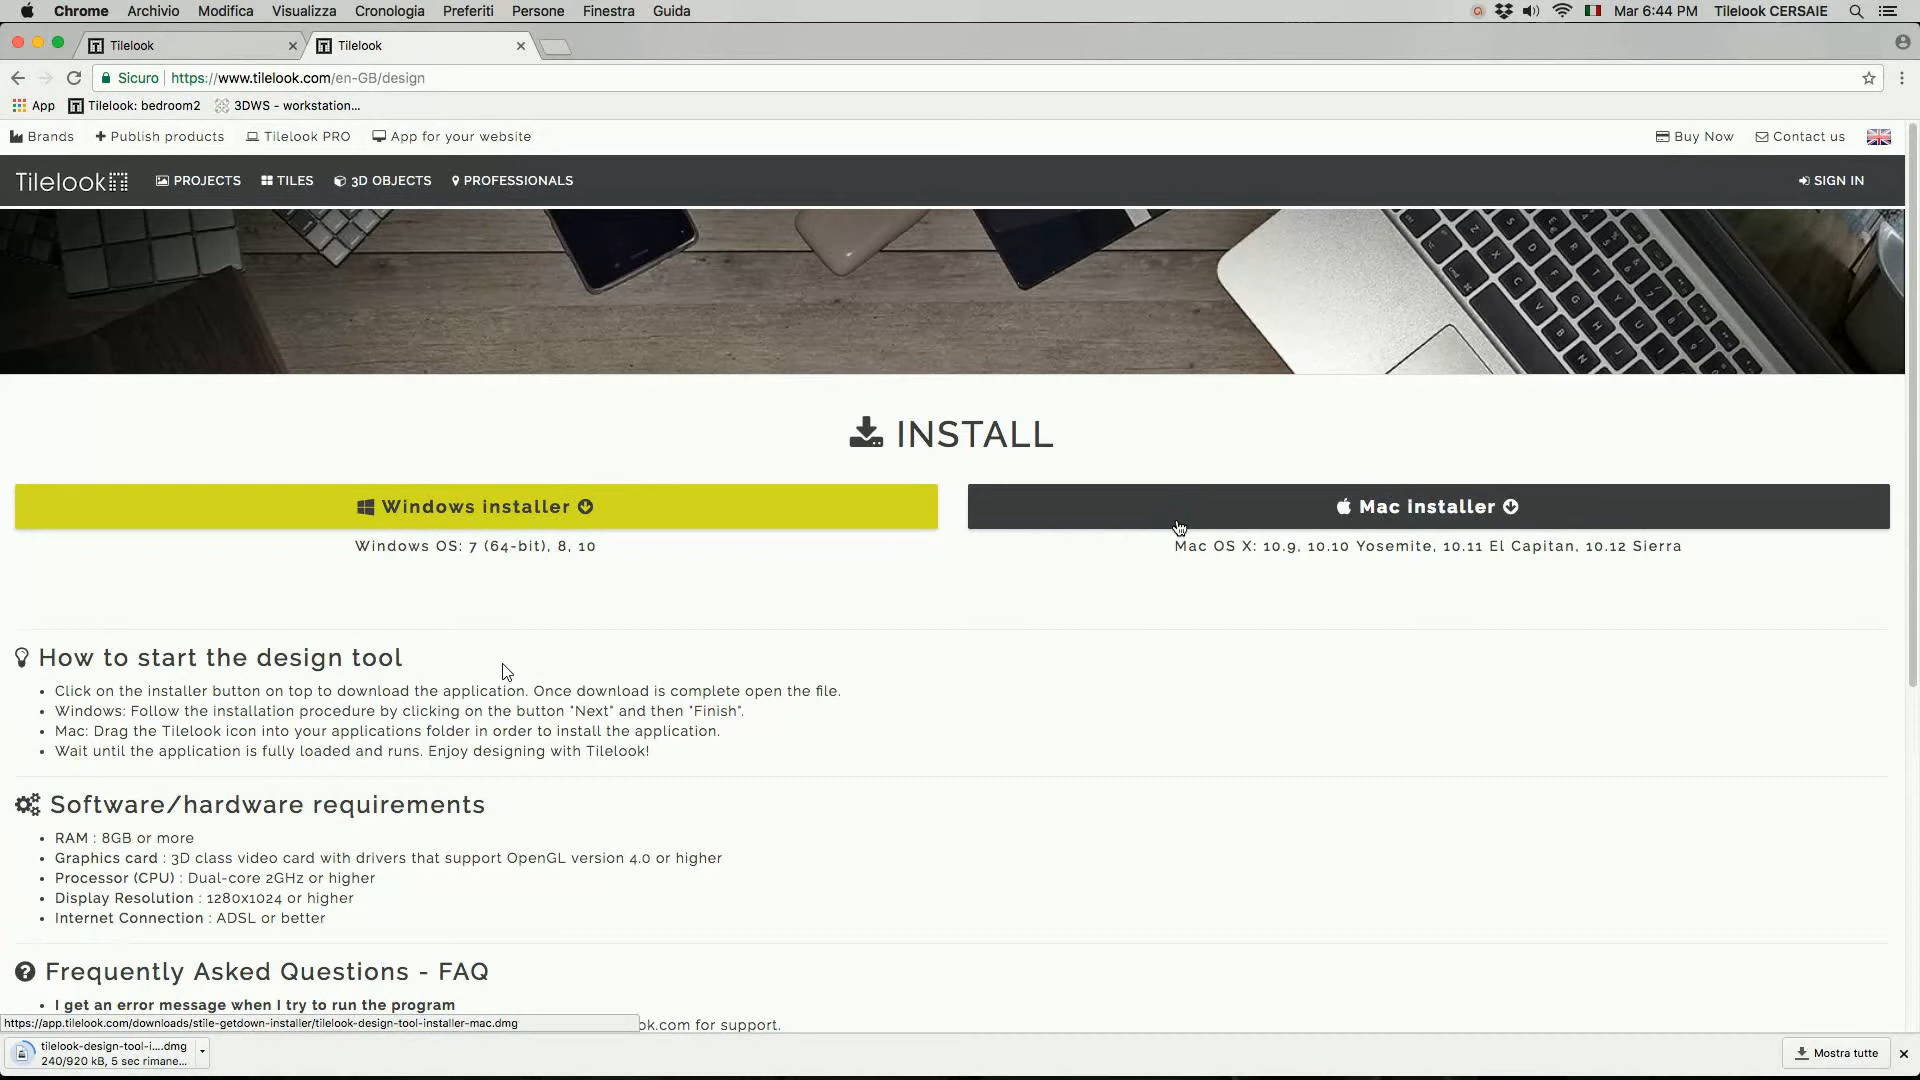 Chrome Archivio Modifica Visualizza Cronologia Preferiti Persone Finestra Guida Mar 6:44 PM Tilelook CERSAIE
Tilelook Tilelook
Sicuro https://www.tilelook.com/en-GB/design
App Tilelook: bedroom2 3DWS - workstation...
Brands Publish products Tilelook PRO App for your website Buy Now Contact us
Tilelook PROJECTS TILES 3D OBJECTS PROFESSIONALS SIGN IN
INSTALL
Windows installer Mac Installer
Windows OS: 7 (64-bit), 8, 10 Mac OS X: 10.9, 10.10 Yosemite, 10.11 El Capitan, 10.12 Sierra
How to start the design tool
• Click on the installer button on top to download the application. Once download is complete open the file.
• Windows: Follow the installation procedure by clicking on the button "Next" and then "Finish".
• Mac: Drag the Tilelook icon into your applications folder in order to install the application.
• Wait until the application is fully loaded and runs. Enjoy designing with Tilelook!
Software/hardware requirements
• RAM : 8GB or more
• Graphics card : 3D class video card with drivers that support OpenGL version 4.0 or higher
• Processor (CPU) : Dual-core 2GHz or higher
• Display Resolution : 1280x1024 or higher
• Internet Connection : ADSL or better
Frequently Asked Questions - FAQ
• I get an error message when I try to run the program
https://app.tilelook.com/downloads/stile-getdown-installer/tilelook-design-tool-installer-mac.dmg ok.com for support.
tilelook-design-tool-i....dmg
240/920 kB, 5 sec rimane...
Mostra tutte